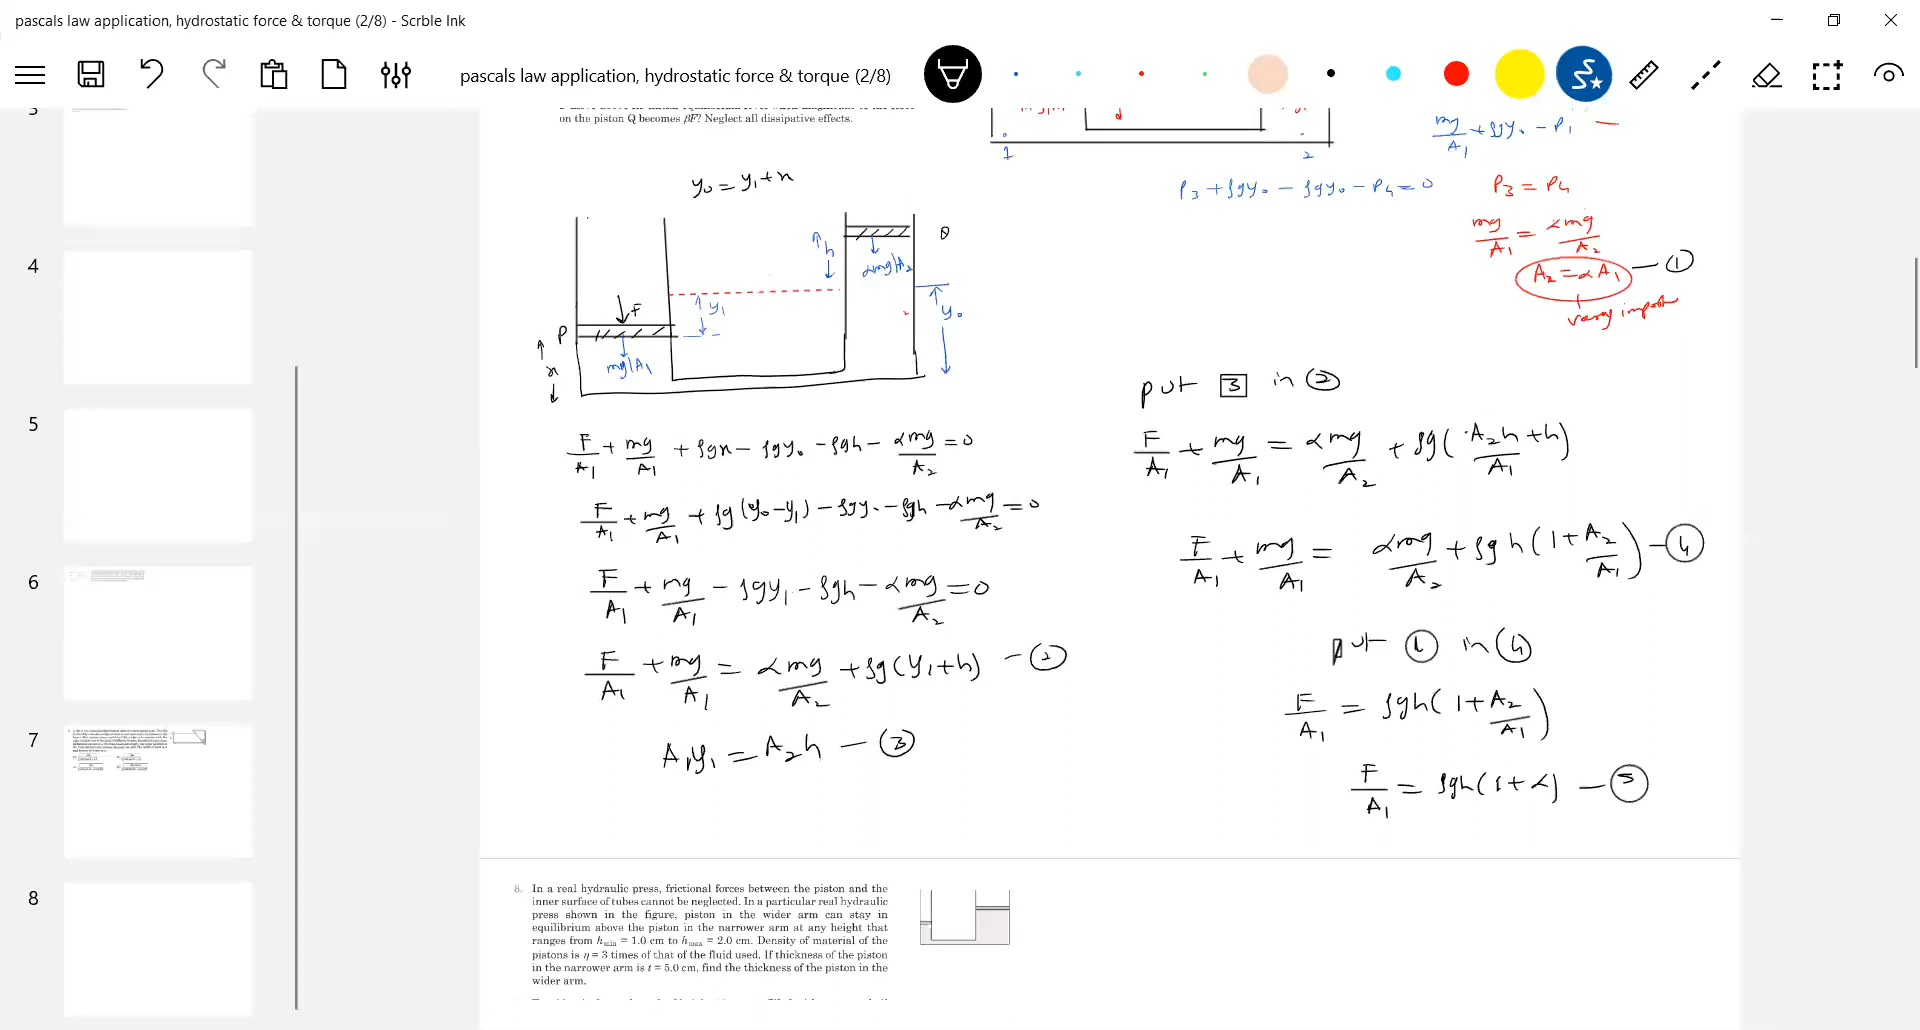 pascals law application, hydrostatic force & torque (2/8) - Scrble Ink
pascals law application, hydrostatic force & torque (2/8)
3
4
5
6
7
8
on the piston Q becomes βF? Neglect all dissipative effects.
1 2
mg/A₁ + ρgy₀ - P₁
P₃ + ρgy₀ - ρgy₀ - P₄ = 0
P₃ = P₄
mg/A₁ = αmg/A₂
A₂ = αA₁ — ①
y₀ = y₁ + x
P
F
mg/A₁
x
y₁
h
αmg/A₂
Q
y₀
F/A₁ + mg/A₁ + ρgx - ρgy₀ - ρgh - αmg/A₂ = 0
F/A₁ + mg/A₁ + ρg(y₀-y₁) - ρgy₀ - ρgh - αmg/A₂ = 0
F/A₁ + mg/A₁ - ρgy₁ - ρgh - αmg/A₂ = 0
F/A₁ + mg/A₁ = αmg/A₂ + ρg(y₁+h) - ②
A₁y₁ = A₂h - ③
put 3 in ②
F/A₁ + mg/A₁ = αmg/A₂ + ρg(A₂h/A₁ + h)
F/A₁ + mg/A₁ = αmg/A₂ + ρgh(1 + A₂/A₁) - ④
put ① in ④
F/A₁ = ρgh(1 + A₂/A₁)
F/A₁ = ρgh(1+α) - ⑤
8. In a real hydraulic press, frictional forces between the piston and the
inner surface of tubes cannot be neglected. In a particular real hydraulic
press shown in the figure, piston in the wider arm can stay in
equilibrium above the piston in the narrower arm at any height that
ranges from hmin = 1.0 cm to hmax = 2.0 cm. Density of material of the
pistons is η = 3 times of that of the fluid used. If thickness of the piston
in the narrower arm is t = 5.0 cm, find the thickness of the piston in the
wider arm.